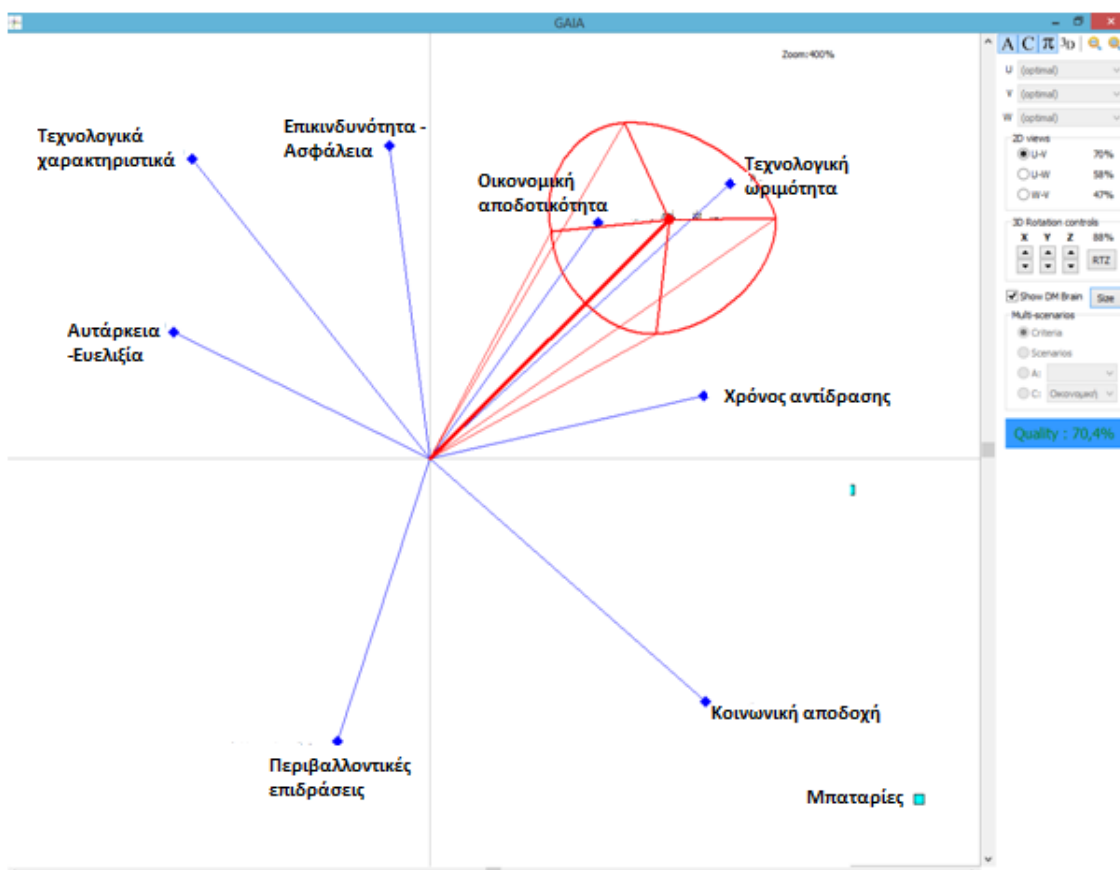 GAIA
Zoom:400%
A C π 3D
U (optimal)
V (optimal)
W (optimal)
2D views
U-V 70%
U-W 58%
W-V 47%
3D Rotation controls
X Y Z 88%
RTZ
Show DM Brain Size
Multi-scenarios
Criteria
Scenarios
A:
C: Οικονομική
Quality : 70,4%
Τεχνολογικά
χαρακτηριστικά
Επικινδυνότητα -
Ασφάλεια
Οικονομική
αποδοτικότητα
Τεχνολογική
ωριμότητα
Αυτάρκεια
-Ευελιξία
Χρόνος αντίδρασης
Κοινωνική αποδοχή
Περιβαλλοντικές
επιδράσεις
Μπαταρίες